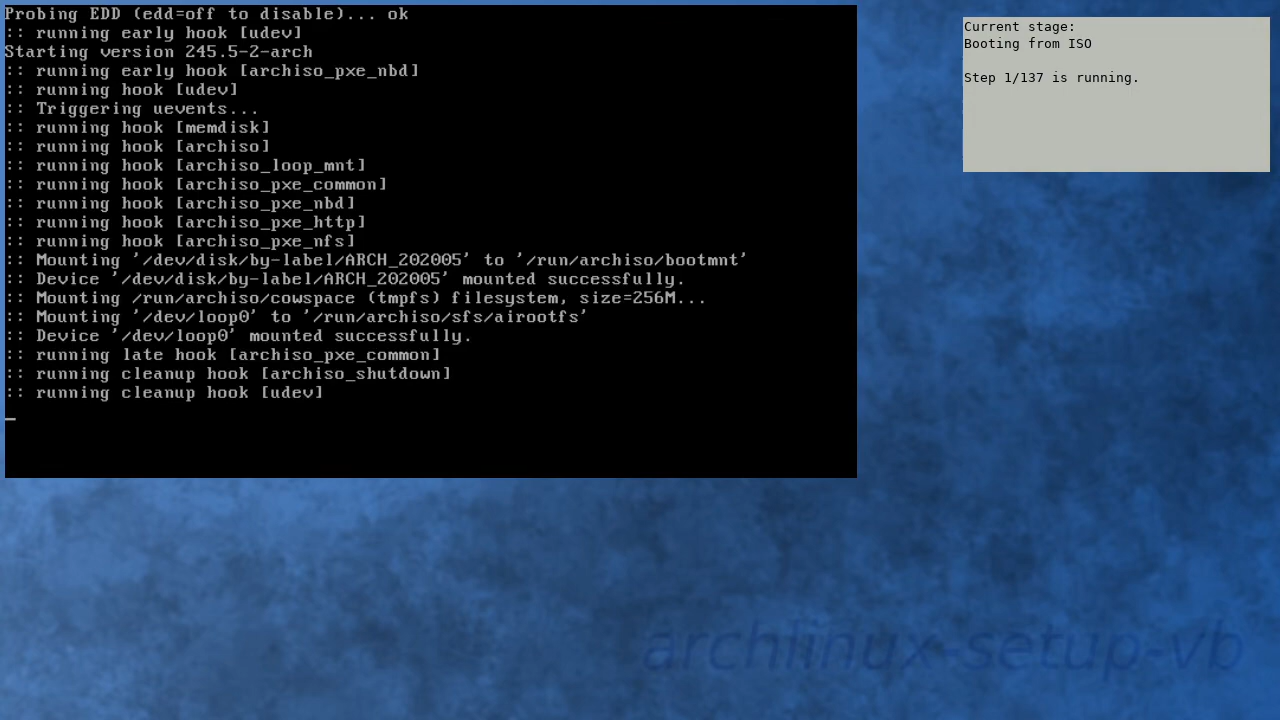 Probing EDD (edd=off to disable)... ok
:: running early hook [udev]
Starting version 245.5-2-arch
:: running early hook [archiso_pxe_nbd]
:: running hook [udev]
:: Triggering uevents...
:: running hook [memdisk]
:: running hook [archiso]
:: running hook [archiso_loop_mnt]
:: running hook [archiso_pxe_common]
:: running hook [archiso_pxe_nbd]
:: running hook [archiso_pxe_http]
:: running hook [archiso_pxe_nfs]
:: Mounting '/dev/disk/by-label/ARCH_202005' to '/run/archiso/bootmnt'
:: Device '/dev/disk/by-label/ARCH_202005' mounted successfully.
:: Mounting /run/archiso/cowspace (tmpfs) filesystem, size=256M...
:: Mounting '/dev/loop0' to '/run/archiso/sfs/airootfs'
:: Device '/dev/loop0' mounted successfully.
:: running late hook [archiso_pxe_common]
:: running cleanup hook [archiso_shutdown]
:: running cleanup hook [udev]
Current stage:
Booting from ISO
Step 1/137 is running.
archlinux-setup-vb